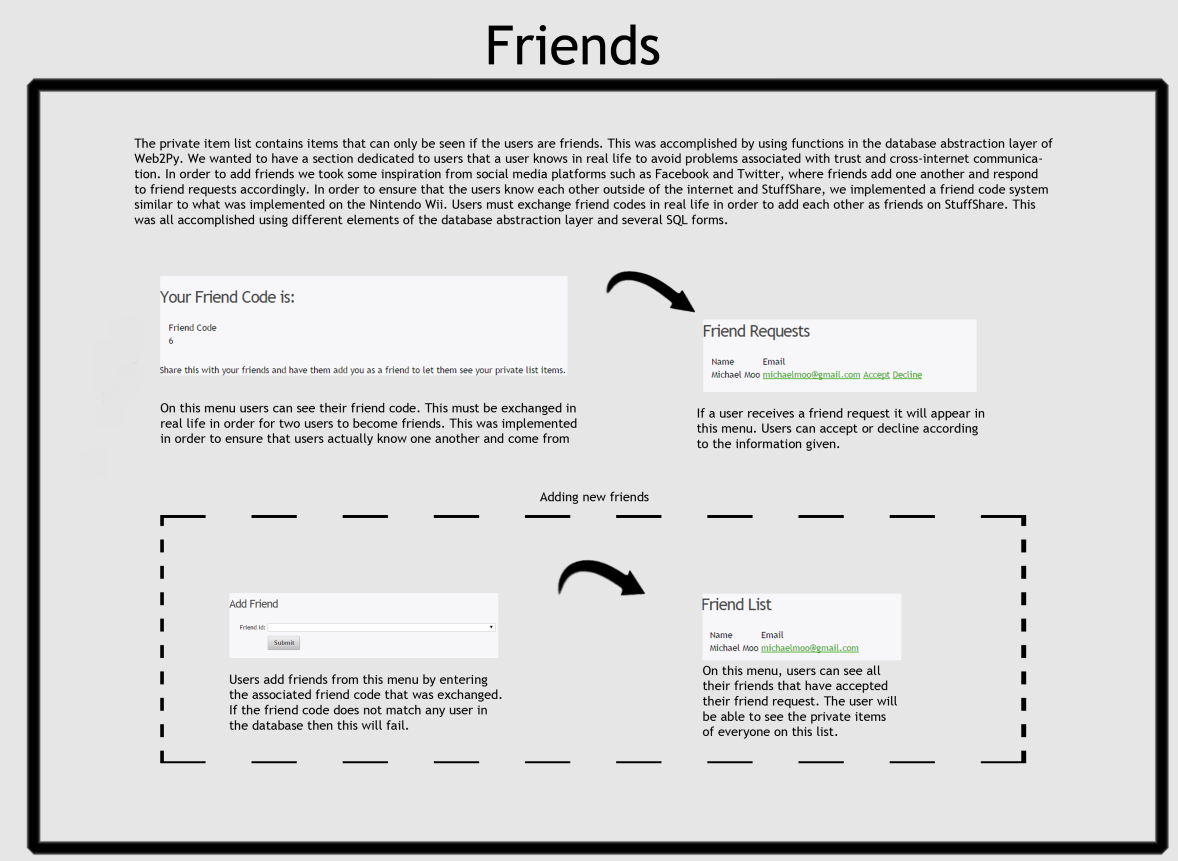 Friends
The private item list contains items that can only be seen if the users are friends. This was accomplished by using functions in the database abstraction layer of
Web2Py. We wanted to have a section dedicated to users that a user knows in real life to avoid problems associated with trust and cross-internet communica-
tion. In order to add friends we took some inspiration from social media platforms such as Facebook and Twitter, where friends add one another and respond
to friend requests accordingly. In order to ensure that the users know each other outside of the internet and StuffShare, we implemented a friend code system
similar to what was implemented on the Nintendo Wii. Users must exchange friend codes in real life in order to add each other as friends on StuffShare. This
was all accomplished using different elements of the database abstraction layer and several SQL forms.
Your Friend Code is:
Friend Code
6
Share this with your friends and have them add you as a friend to let them see your private list items.
On this menu users can see their friend code. This must be exchanged in
real life in order for two users to become friends. This was implemented
in order to ensure that users actually know one another and come from
Friend Requests
Name Email
Michael Moo michaelmoo@gmail.com Accept Decline
If a user receives a friend request it will appear in
this menu. Users can accept or decline according
to the information given.
Adding new friends
Add Friend
Friend Id:
Submit
Users add friends from this menu by entering
the associated friend code that was exchanged.
If the friend code does not match any user in
the database then this will fail.
Friend List
Name Email
Michael Moo michaelmoo@gmail.com
On this menu, users can see all
their friends that have accepted
their friend request. The user will
be able to see the private items
of everyone on this list.